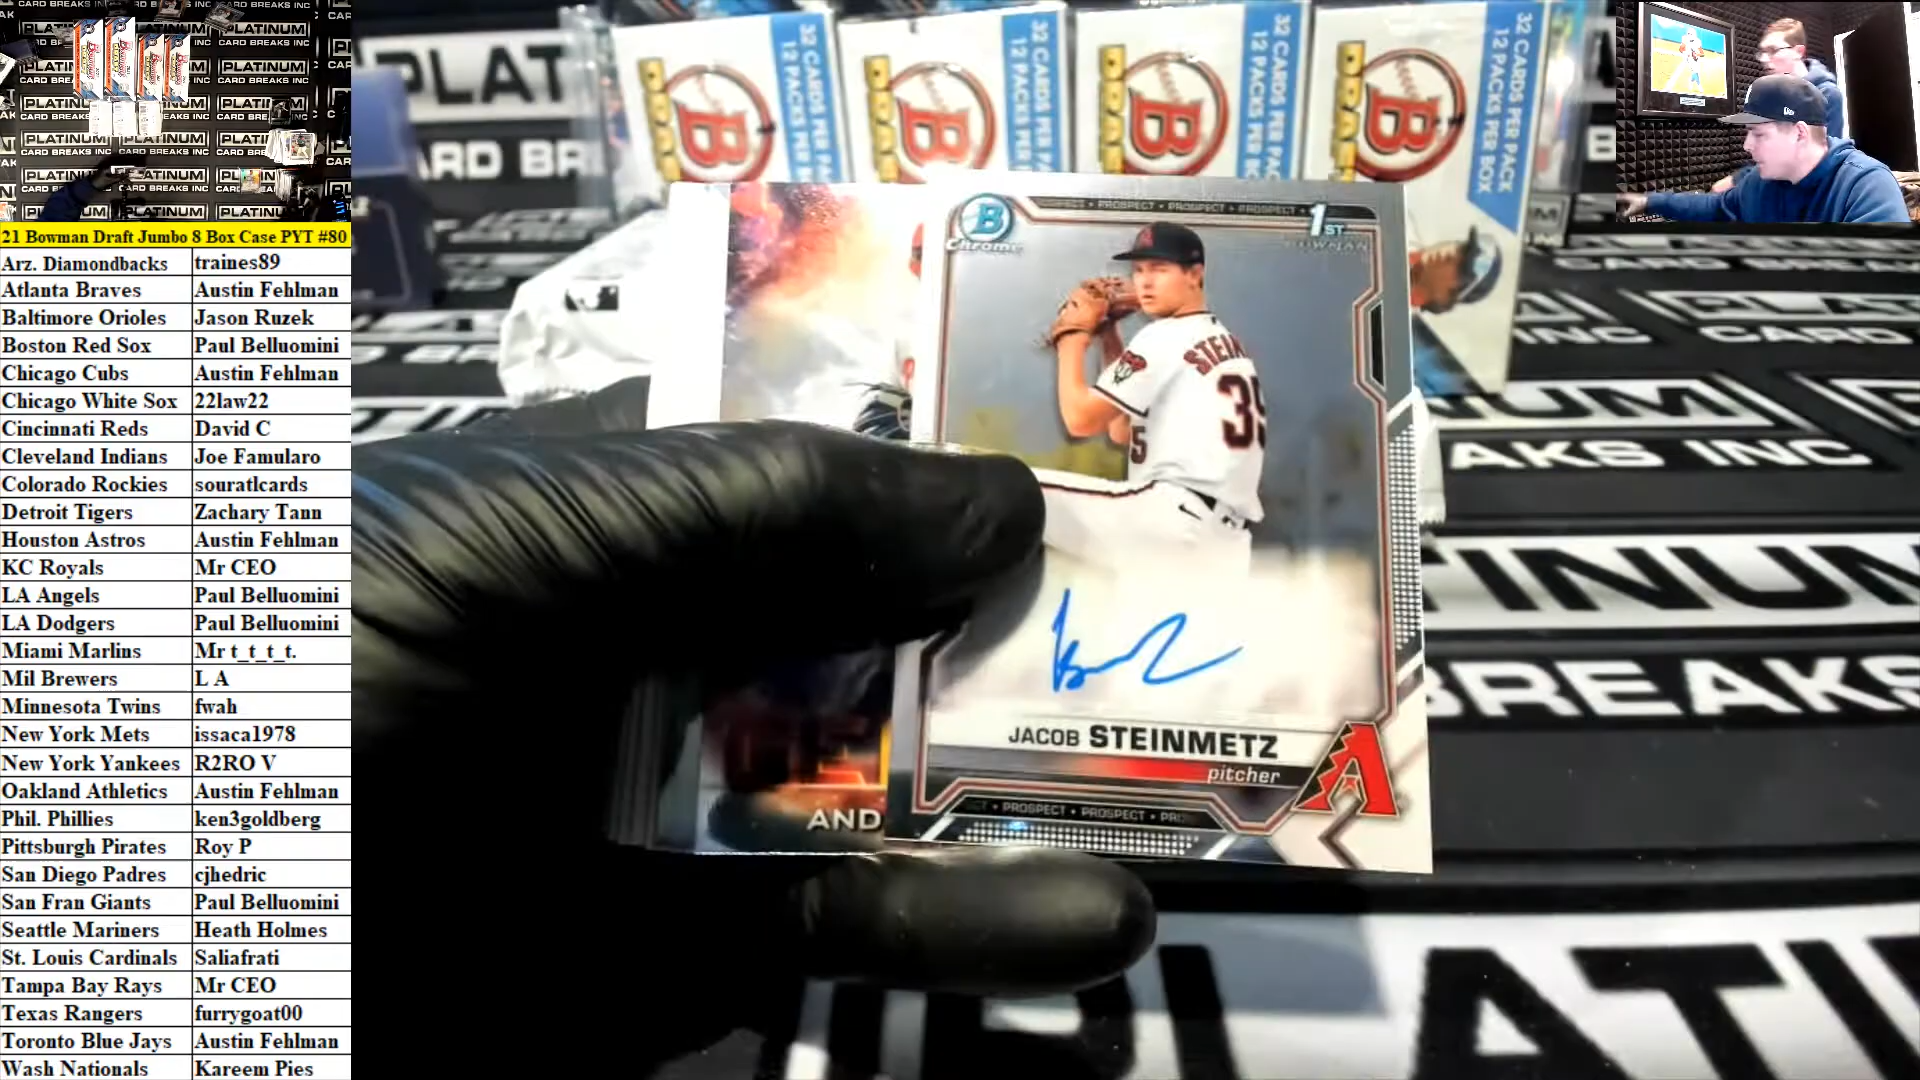 21 Bowman Draft Jumbo 8 Box Case PYT #80
Arz. Diamondbacks traines89
Atlanta Braves Austin Fehlman
Baltimore Orioles Jason Ruzek
Boston Red Sox Paul Belluomini
Chicago Cubs Austin Fehlman
Chicago White Sox 22law22
Cincinnati Reds David C
Cleveland Indians Joe Famularo
Colorado Rockies souratlcards
Detroit Tigers Zachary Tann
Houston Astros Austin Fehlman
KC Royals Mr CEO
LA Angels Paul Belluomini
LA Dodgers Paul Belluomini
Miami Marlins Mr t_t_t_t.
Mil Brewers L A
Minnesota Twins fwah
New York Mets issaca1978
New York Yankees R2RO V
Oakland Athletics Austin Fehlman
Phil. Phillies ken3goldberg
Pittsburgh Pirates Roy P
San Diego Padres cjhedric
San Fran Giants Paul Belluomini
Seattle Mariners Heath Holmes
St. Louis Cardinals Saliafrati
Tampa Bay Rays Mr CEO
Texas Rangers furrygoat00
Toronto Blue Jays Austin Fehlman
Wash Nationals Kareem Pies
PLATINUM
CARD BREAKS INC
32 CARDS PER PACK
12 PACKS PER BOX
B
Chrome
PROSPECT • PROSPECT • PROSPECT
1ST
BOWMAN
35
JACOB STEINMETZ
pitcher
PROSPECT • PROSPECT
AND